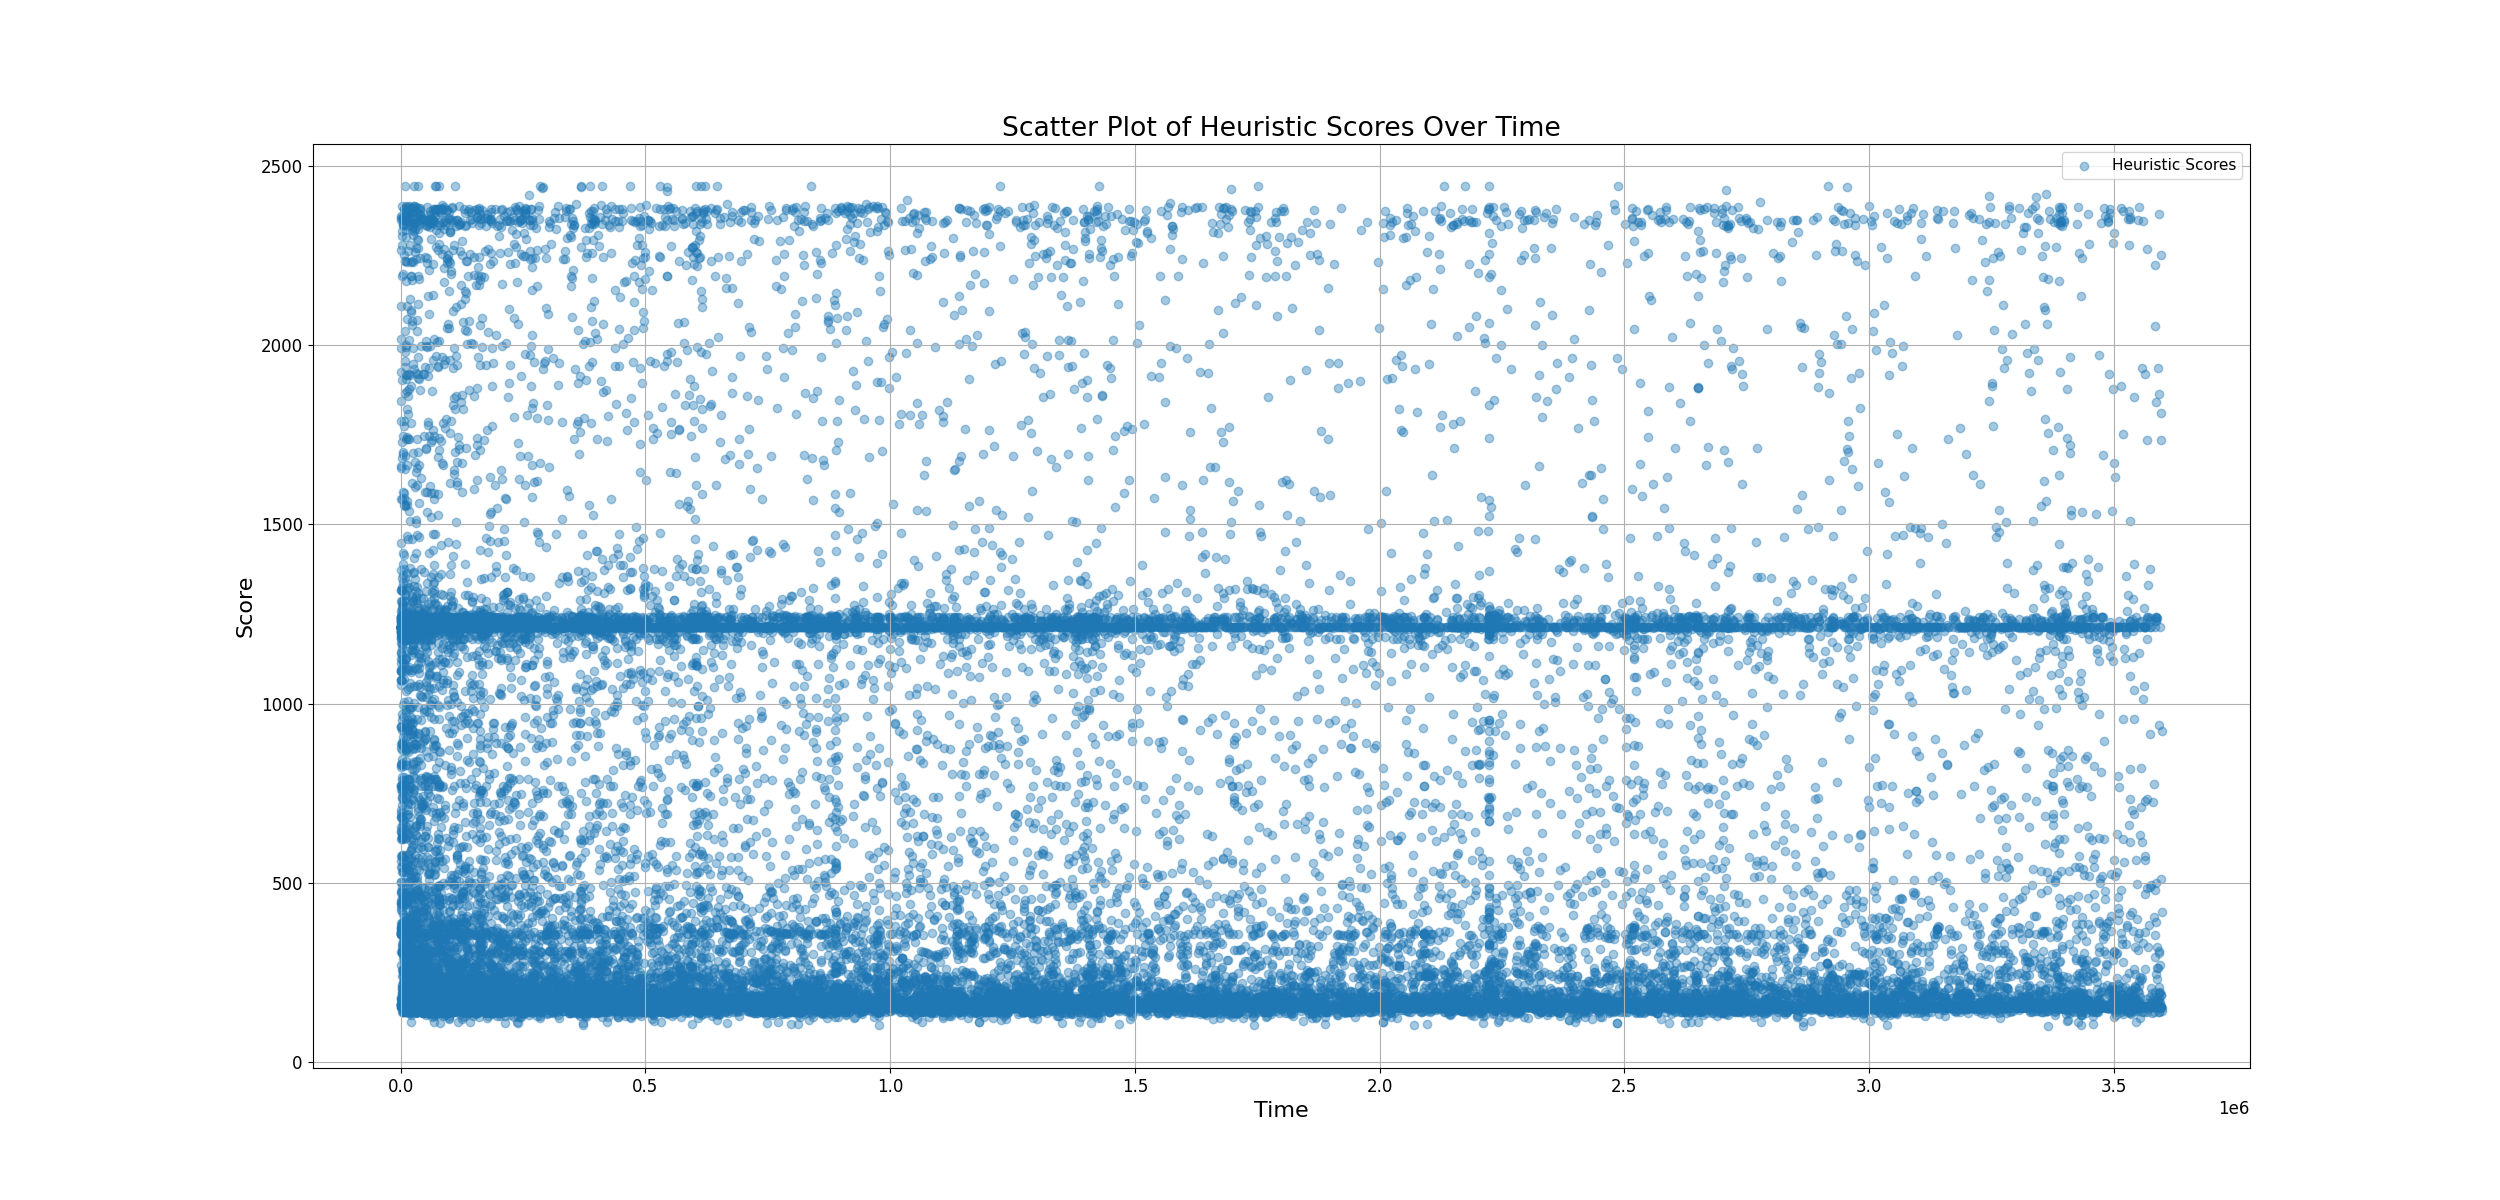 Scatter Plot of Heuristic Scores Over Time
Heuristic Scores
Score
2500
2000
1500
1000
500
0
0.0 0.5 1.0 1.5 2.0 2.5 3.0 3.5
1e6
Time